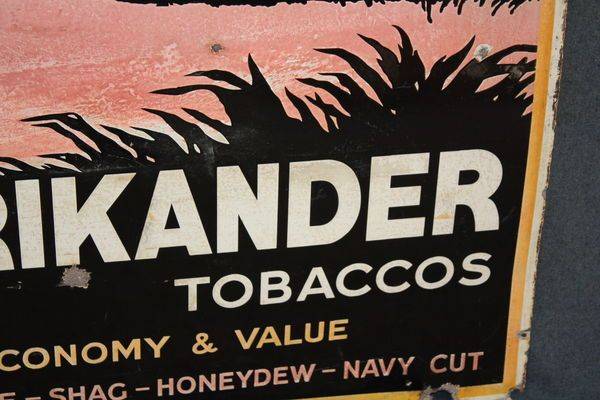 RIKANDER
TOBACCOS
CONOMY & VALUE
E – SHAG – HONEYDEW – NAVY CUT